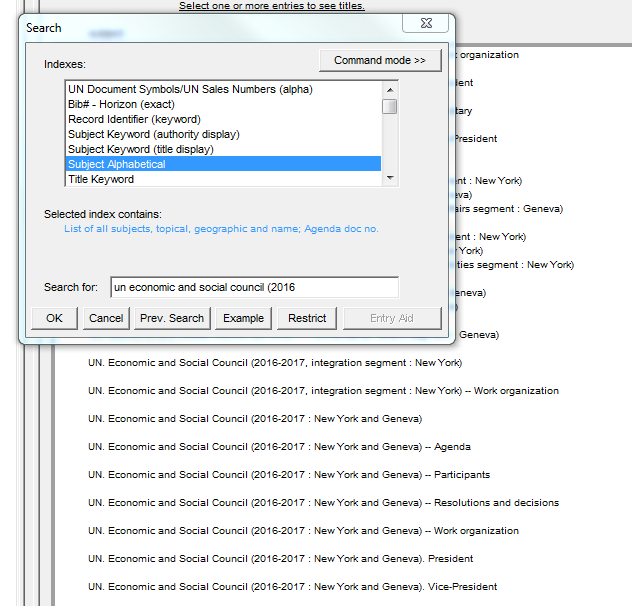 Select one or more entries to see titles.
Search
Indexes:
Command mode >>
UN Document Symbols/UN Sales Numbers (alpha)
Bib# - Horizon (exact)
Record Identifier (keyword)
Subject Keyword (authority display)
Subject Keyword (title display)
Subject Alphabetical
Title Keyword
Selected index contains:
List of all subjects, topical, geographic and name; Agenda doc no.
Search for: un economic and social council (2016
OK Cancel Prev. Search Example Restrict Entry Aid
organization
President
: New York)
segment : Geneva)
: New York)
York)
segment : New York)
Geneva)
UN. Economic and Social Council (2016-2017, integration segment : New York)
UN. Economic and Social Council (2016-2017, integration segment : New York) -- Work organization
UN. Economic and Social Council (2016-2017 : New York and Geneva)
UN. Economic and Social Council (2016-2017 : New York and Geneva) -- Agenda
UN. Economic and Social Council (2016-2017 : New York and Geneva) -- Participants
UN. Economic and Social Council (2016-2017 : New York and Geneva) -- Resolutions and decisions
UN. Economic and Social Council (2016-2017 : New York and Geneva) -- Work organization
UN. Economic and Social Council (2016-2017 : New York and Geneva). President
UN. Economic and Social Council (2016-2017 : New York and Geneva). Vice-President